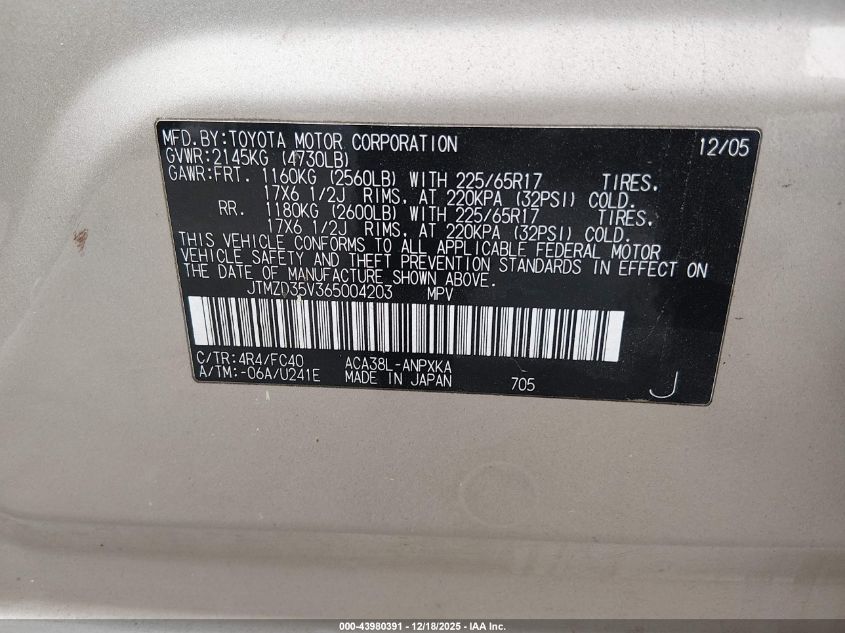 MFD.BY:TOYOTA MOTOR CORPORATION 12/05
GVWR:2145KG (4730LB)
GAWR:FRT. 1160KG (2560LB) WITH 225/65R17 TIRES.
17X6 1/2J RIMS, AT 220KPA (32PSI) COLD.
RR. 1180KG (2600LB) WITH 225/65R17 TIRES.
17X6 1/2J RIMS, AT 220KPA (32PSI) COLD.
THIS VEHICLE CONFORMS TO ALL APPLICABLE FEDERAL MOTOR
VEHICLE SAFETY AND THEFT PREVENTION STANDARDS IN EFFECT ON
THE DATE OF MANUFACTURE SHOWN ABOVE.
JTMZD35V365004203 MPV
C/TR:4R4/FC40 ACA38L-ANPXKA
A/TM:-06A/U241E MADE IN JAPAN 705 J
000-43980391 - 12/18/2025 - IAA Inc.